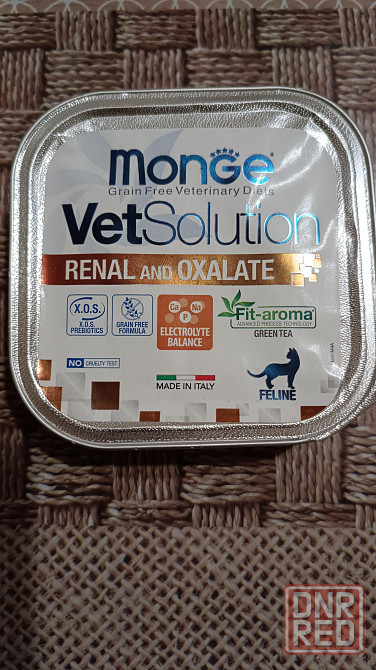 monge
Grain Free Veterinary Diets
VetSolution
RENAL AND OXALATE
X.O.S.
X.O.S.
PREBIOTICS
GRAIN FREE
FORMULA
Ca Na
P
ELECTROLYTE
BALANCE
Fit-aroma
ADVANCED PROCESS TECHNOLOGY
GREEN TEA
NO CRUELTY TEST
MADE IN ITALY
FELINE
DNR
RED